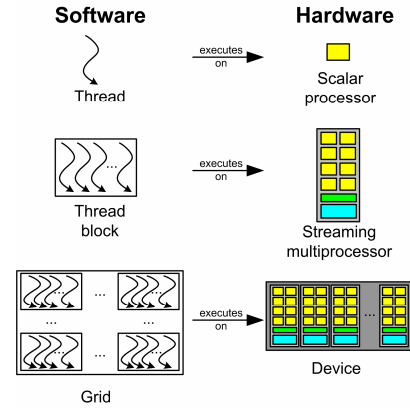 Software
Hardware
executes
on
Thread
Scalar
processor
...
executes
on
Thread
block
Streaming
multiprocessor
... ... ...
...
... ...
... ... ...
executes
on
...
Grid
Device